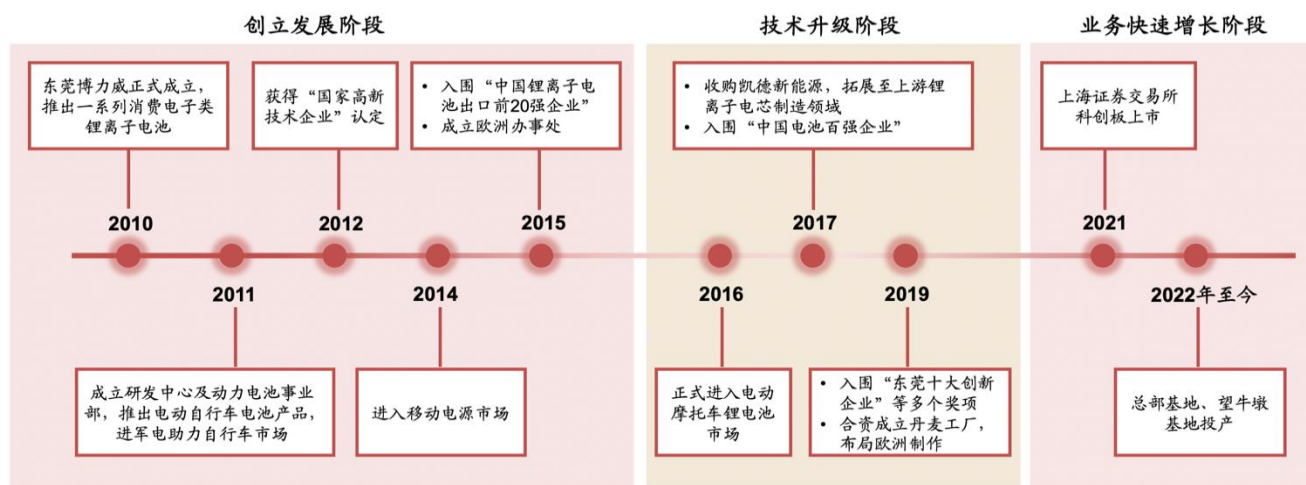 创立发展阶段
技术升级阶段
业务快速增长阶段
东莞博力威正式成立，
推出一系列消费电子类
锂离子电池
获得“国家高新
技术企业”认定
• 入围“中国锂离子电
池出口前20强企业”
• 成立欧洲办事处
• 收购凯德新能源，拓展至上游锂
离子电芯制造领域
• 入围“中国电池百强企业”
上海证券交易所
科创板上市
2010
2012
2015
2017
2021
2011
2014
2016
2019
2022年至今
成立研发中心及动力电池事业
部，推出电动自行车电池产品，
进军电助力自行车市场
进入移动电源市场
正式进入电动
摩托车锂电池
市场
• 入围“东莞十大创新
企业”等多个奖项
• 合资成立丹麦工厂，
布局欧洲制作
总部基地、望牛墩
基地投产